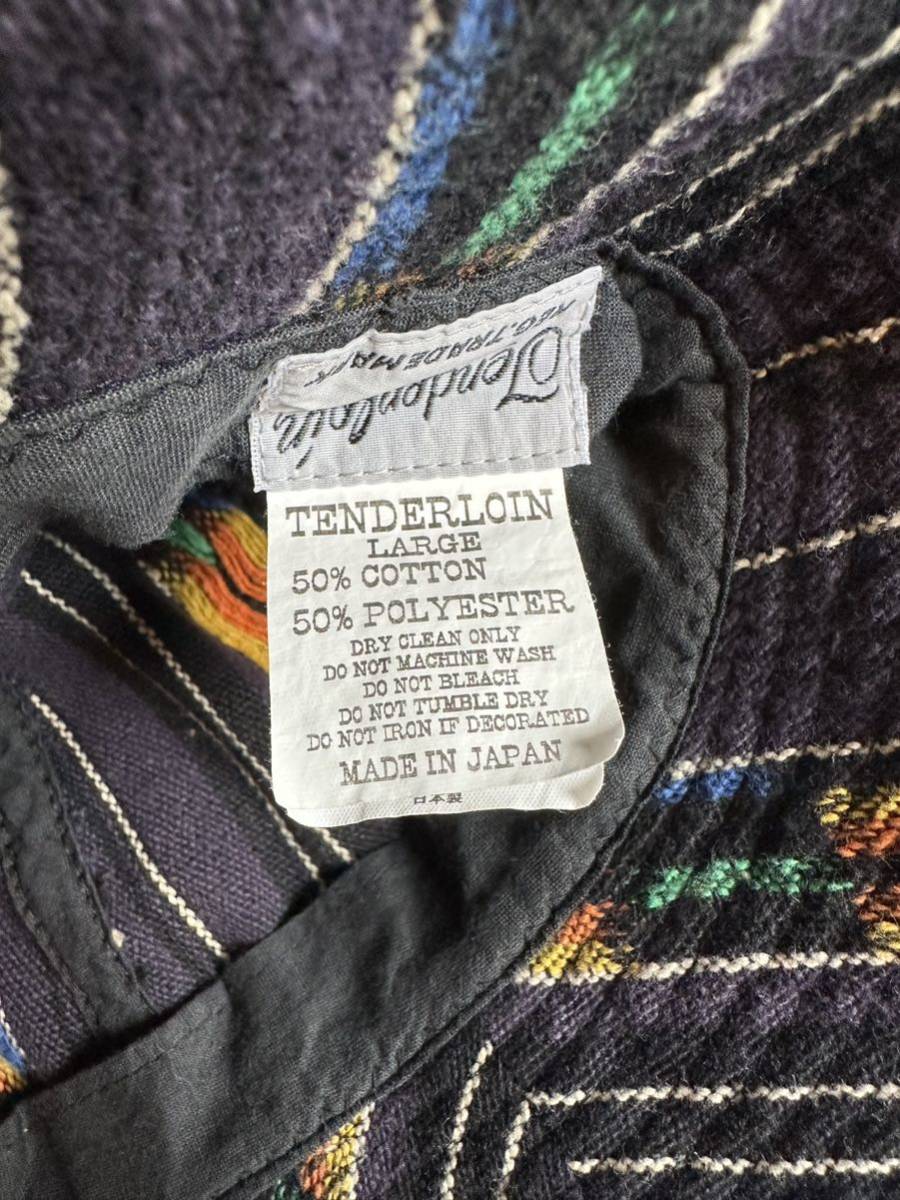 Tenderloin
REG. TRADE MARK
TENDERLOIN
LARGE
50% COTTON
50% POLYESTER
DRY CLEAN ONLY
DO NOT MACHINE WASH
DO NOT BLEACH
DO NOT TUMBLE DRY
DO NOT IRON IF DECORATED
MADE IN JAPAN
日本製